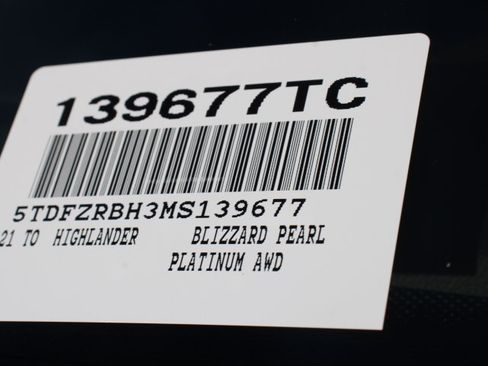 139677TC
5TDFZRBH3MS139677
21 TO HIGHLANDER BLIZZARD PEARL
PLATINUM AWD